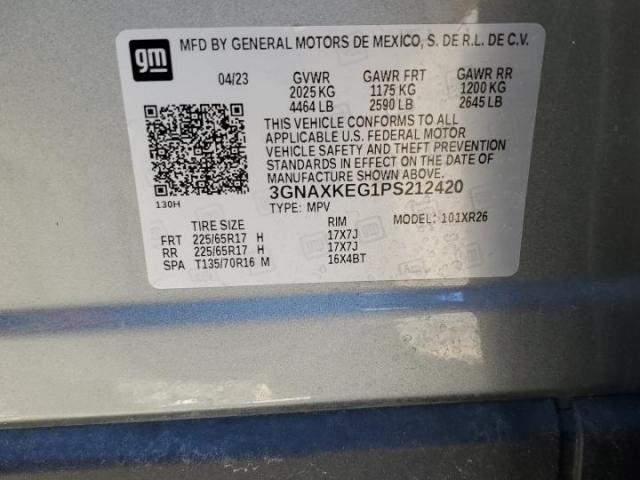 gm MFD BY GENERAL MOTORS DE MEXICO, S. DE R.L. DE C.V.
04/23 GVWR GAWR FRT GAWR RR
2025 KG 1175 KG 1200 KG
4464 LB 2590 LB 2645 LB
THIS VEHICLE CONFORMS TO ALL
APPLICABLE U.S. FEDERAL MOTOR
VEHICLE SAFETY AND THEFT PREVENTION
STANDARDS IN EFFECT ON THE DATE OF
MANUFACTURE SHOWN ABOVE.
3GNAXKEG1PS212420
130H
TYPE: MPV MODEL: 101XR26
TIRE SIZE RIM
FRT 225/65R17 H 17X7J
RR 225/65R17 H 17X7J
SPA T135/70R16 M 16X4BT